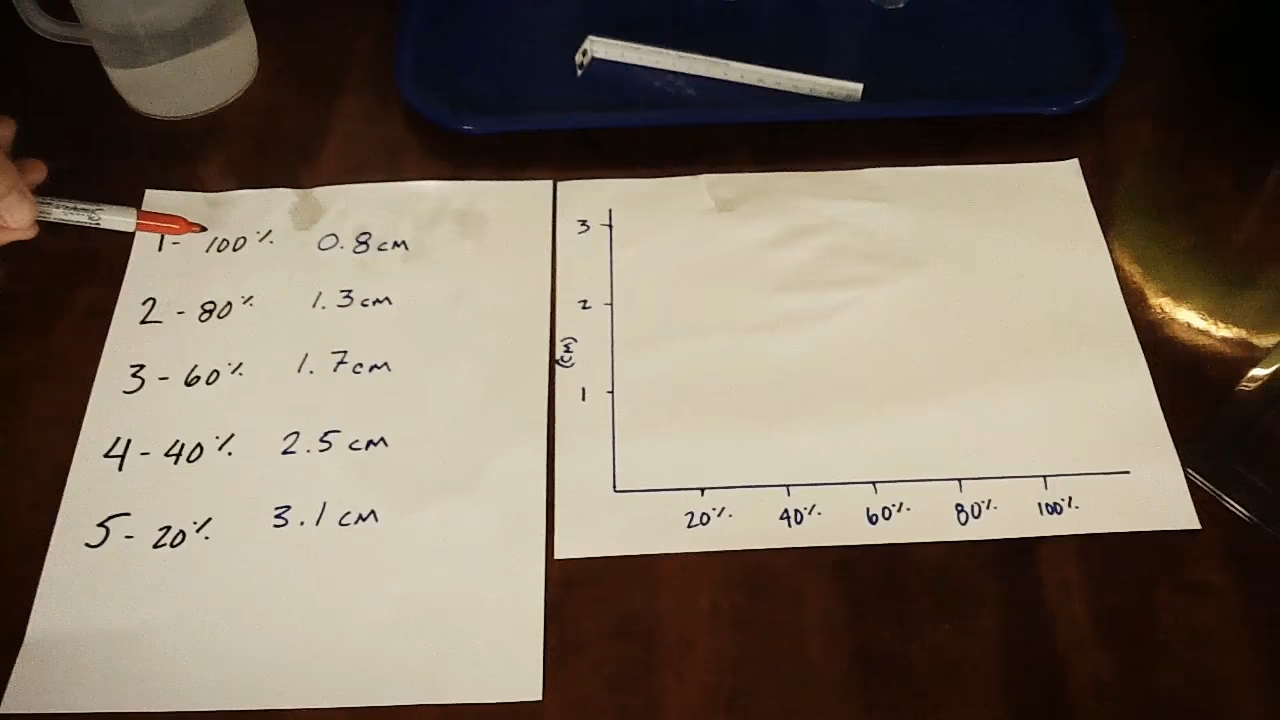 1 - 100% 0.8cm
2 - 80% 1.3cm
3 - 60% 1.7cm
4 - 40% 2.5cm
5 - 20% 3.1cm
3
2
(cm)
1
20% 40% 60% 80% 100%